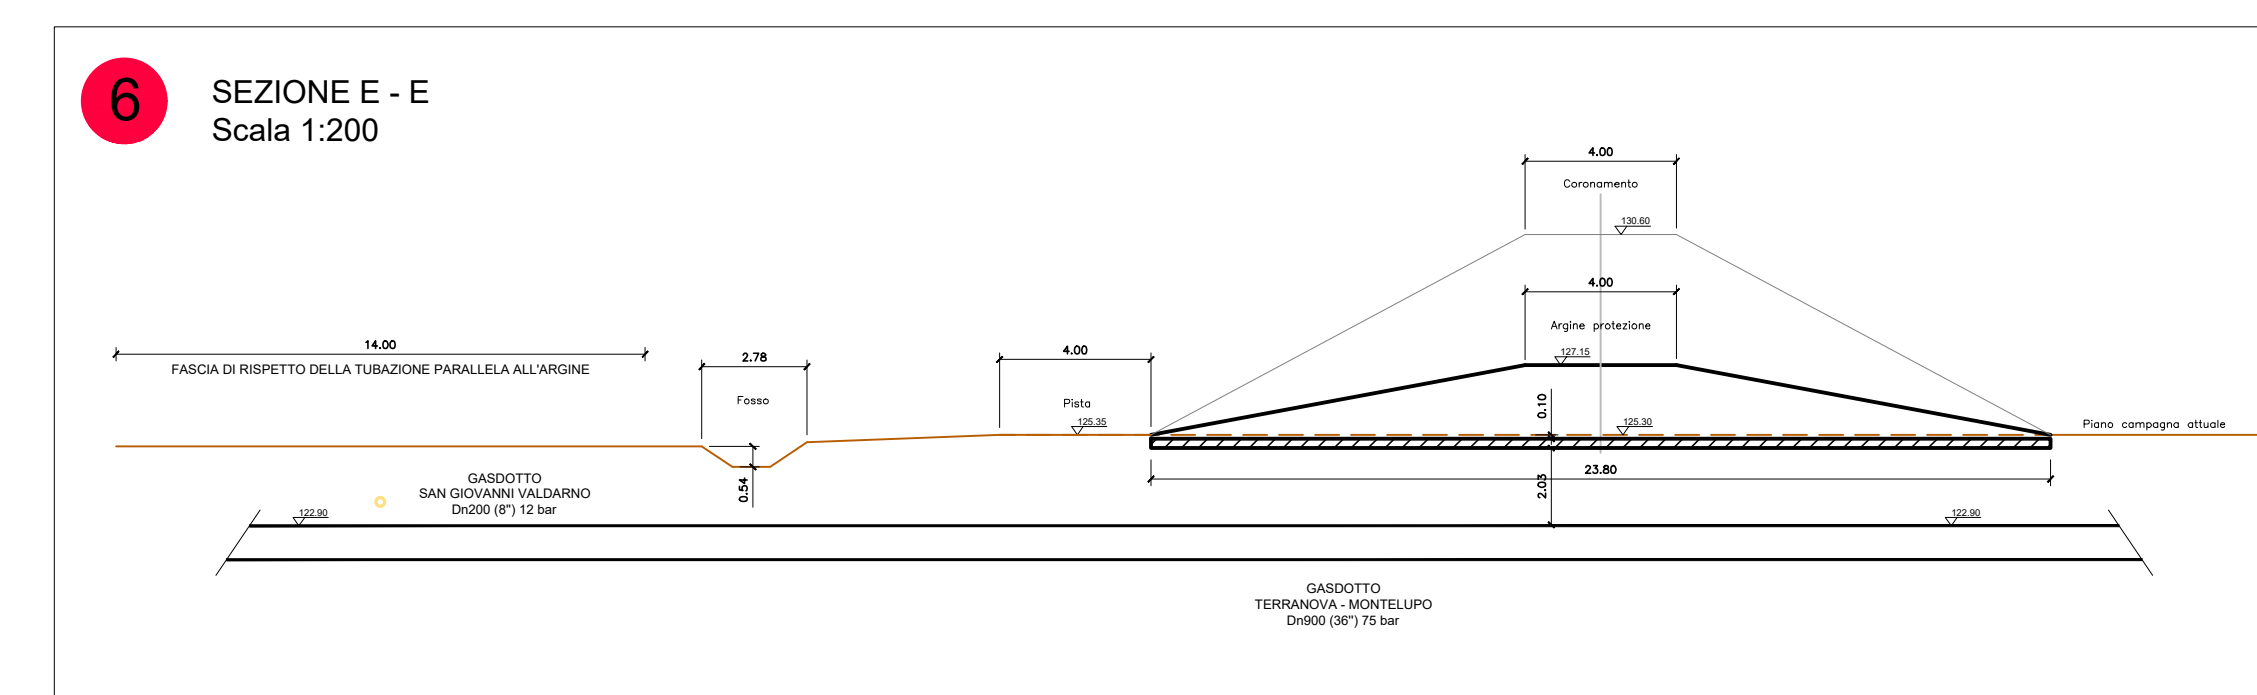 6
SEZIONE E - E
Scala 1:200
4.00
Coronamento
130.60
4.00
Argine protezione
127.15
14.00
FASCIA DI RISPETTO DELLA TUBAZIONE PARALLELA ALL'ARGINE
2.78
Fosso
4.00
Pista
125.35
0.10
125.30
Piano campagna attuale
23.80
2.03
0.54
GASDOTTO
SAN GIOVANNI VALDARNO
Dn200 (8") 12 bar
122.90
122.90
GASDOTTO
TERRANOVA - MONTELUPO
Dn900 (36") 75 bar